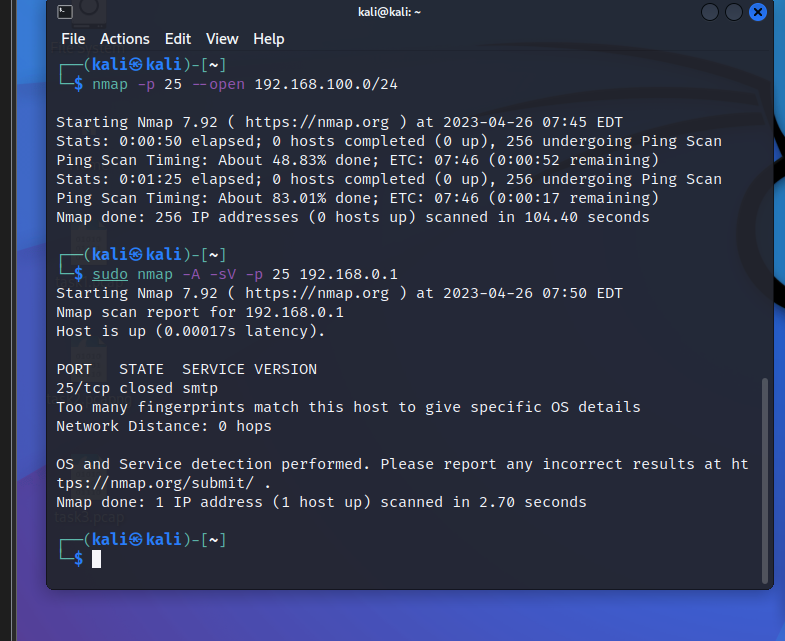 kali@kali: ~
File Actions Edit View Help
┌──(kali㉿kali)-[~]
└─$ nmap -p 25 --open 192.168.100.0/24
Starting Nmap 7.92 ( https://nmap.org ) at 2023-04-26 07:45 EDT
Stats: 0:00:50 elapsed; 0 hosts completed (0 up), 256 undergoing Ping Scan
Ping Scan Timing: About 48.83% done; ETC: 07:46 (0:00:52 remaining)
Stats: 0:01:25 elapsed; 0 hosts completed (0 up), 256 undergoing Ping Scan
Ping Scan Timing: About 83.01% done; ETC: 07:46 (0:00:17 remaining)
Nmap done: 256 IP addresses (0 hosts up) scanned in 104.40 seconds
┌──(kali㉿kali)-[~]
└─$ sudo nmap -A -sV -p 25 192.168.0.1
Starting Nmap 7.92 ( https://nmap.org ) at 2023-04-26 07:50 EDT
Nmap scan report for 192.168.0.1
Host is up (0.00017s latency).
PORT   STATE  SERVICE VERSION
25/tcp closed smtp
Too many fingerprints match this host to give specific OS details
Network Distance: 0 hops
OS and Service detection performed. Please report any incorrect results at ht
tps://nmap.org/submit/ .
Nmap done: 1 IP address (1 host up) scanned in 2.70 seconds
┌──(kali㉿kali)-[~]
└─$